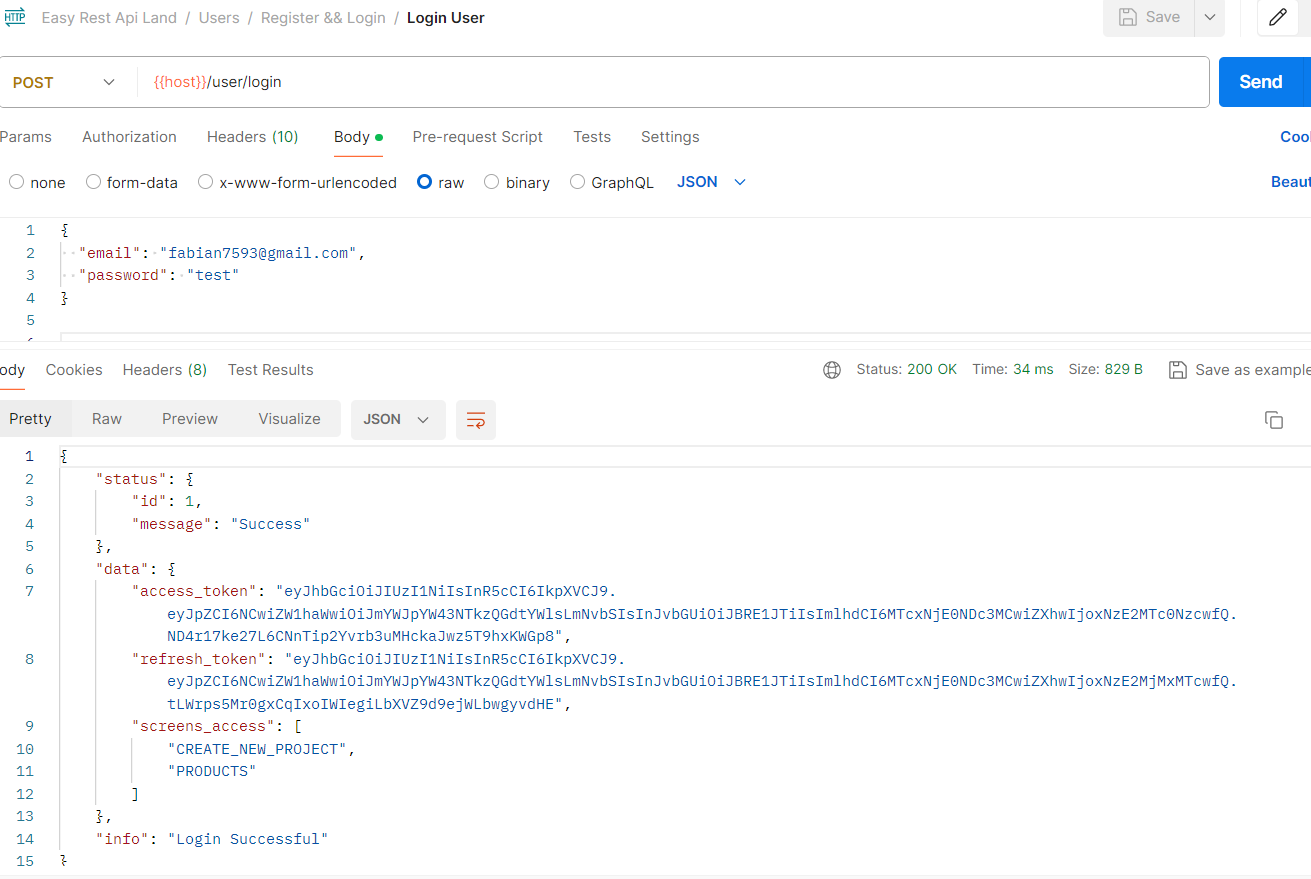 HTTP Easy Rest Api Land / Users / Register && Login / Login User Save
POST {{host}}/user/login Send
Params Authorization Headers (10) Body Pre-request Script Tests Settings Cool
none form-data x-www-form-urlencoded raw binary GraphQL JSON Beaut
1 {
2 "email": "fabian7593@gmail.com",
3 "password": "test"
4 }
5
ody Cookies Headers (8) Test Results Status: 200 OK Time: 34 ms Size: 829 B Save as example
Pretty Raw Preview Visualize JSON
1 {
2 "status": {
3 "id": 1,
4 "message": "Success"
5 },
6 "data": {
7 "access_token": "eyJhbGciOiJIUzI1NiIsInR5cCI6IkpXVCJ9.
eyJpZCI6NCwiZW1haWwiOiJmYWJpYW43NTkzQGdtYWlsLmNvbSIsInJvbGUiOiJBRE1JTiIsImlhdCI6MTcxNjE0NDc3MCwiZXhwIjoxNzE2MTc0NzcwfQ.
ND4r17ke27L6CNnTip2Yvrb3uMHckaJwz5T9hxKWGp8",
8 "refresh_token": "eyJhbGciOiJIUzI1NiIsInR5cCI6IkpXVCJ9.
eyJpZCI6NCwiZW1haWwiOiJmYWJpYW43NTkzQGdtYWlsLmNvbSIsInJvbGUiOiJBRE1JTiIsImlhdCI6MTcxNjE0NDc3MCwiZXhwIjoxNzE2MjMxMTcwfQ.
tLWrps5Mr0gxCqIxoIWIegiLbXVZ9d9ejWLbwgyvdHE",
9 "screens_access": [
10 "CREATE_NEW_PROJECT",
11 "PRODUCTS"
12 ]
13 },
14 "info": "Login Successful"
15 }